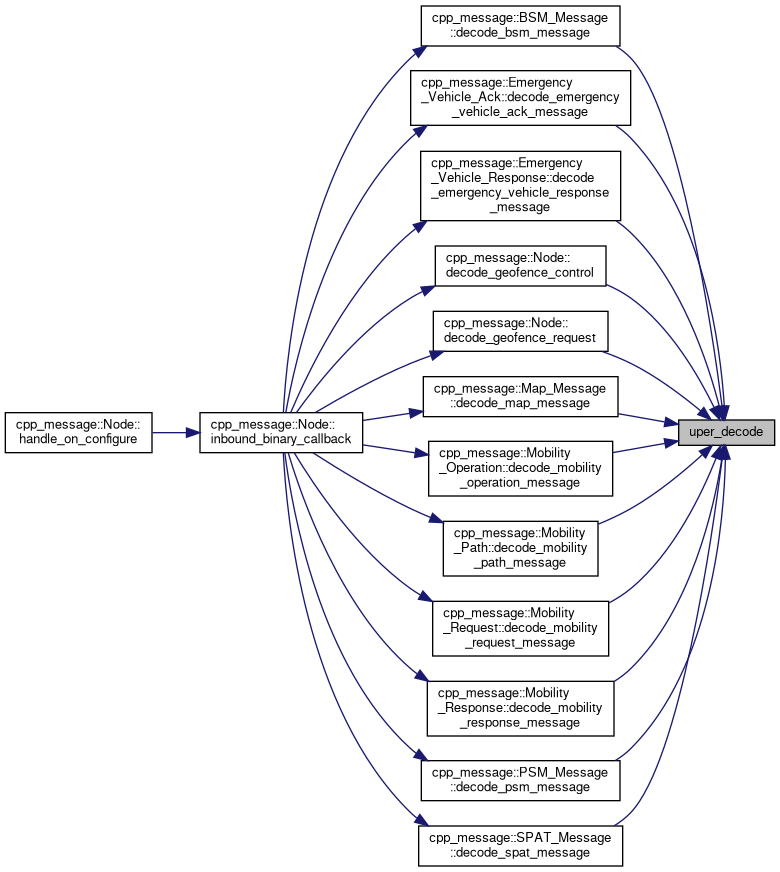 cpp_message::BSM_Message
::decode_bsm_message
cpp_message::Emergency
_Vehicle_Ack::decode_emergency
_vehicle_ack_message
cpp_message::Emergency
_Vehicle_Response::decode
_emergency_vehicle_response
_message
cpp_message::Node::
decode_geofence_control
cpp_message::Node::
decode_geofence_request
cpp_message::Map_Message
::decode_map_message
cpp_message::Node::
handle_on_configure
cpp_message::Node::
inbound_binary_callback
uper_decode
cpp_message::Mobility
_Operation::decode_mobility
_operation_message
cpp_message::Mobility
_Path::decode_mobility
_path_message
cpp_message::Mobility
_Request::decode_mobility
_request_message
cpp_message::Mobility
_Response::decode_mobility
_response_message
cpp_message::PSM_Message
::decode_psm_message
cpp_message::SPAT_Message
::decode_spat_message